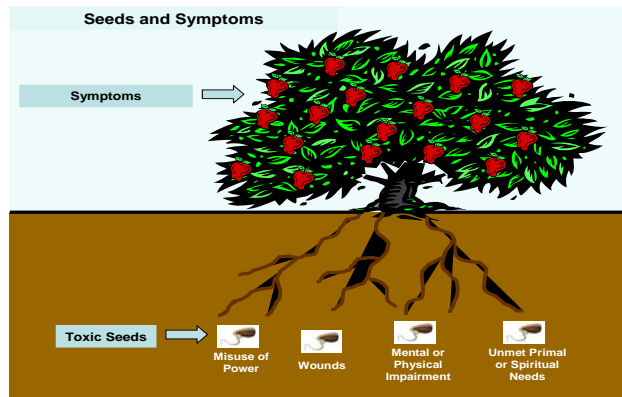 Seeds and Symptoms
Symptoms
Toxic Seeds
Misuse of
Power
Wounds
Mental or
Physical
Impairment
Unmet Primal
or Spiritual
Needs